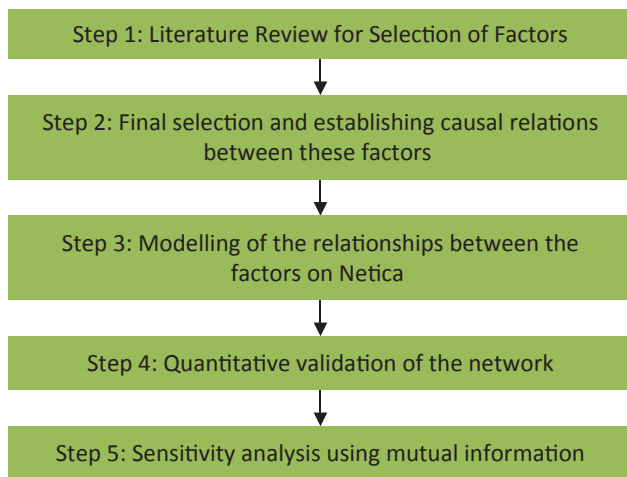 Step 1: Literature Review for Selection of Factors
Step 2: Final selection and establishing causal relations
between these factors
Step 3: Modelling of the relationships between the
factors on Netica
Step 4: Quantitative validation of the network
Step 5: Sensitivity analysis using mutual information